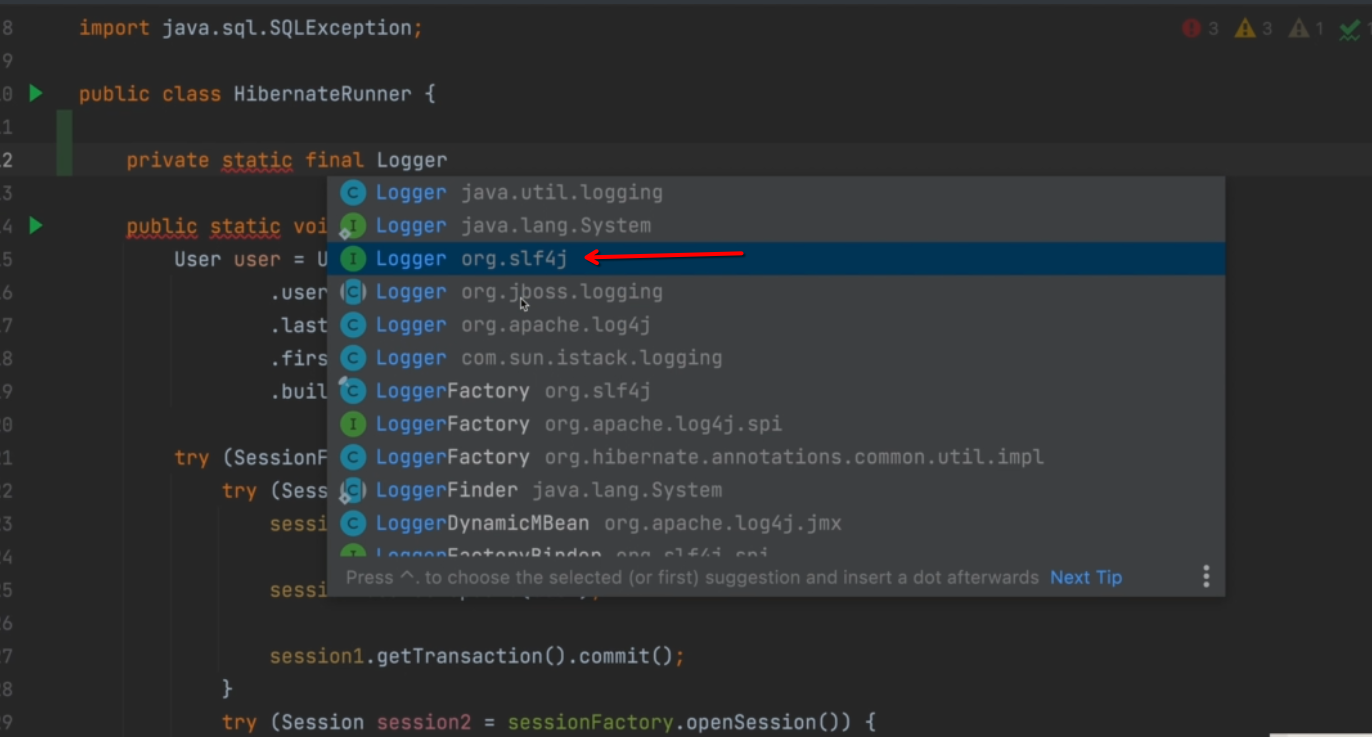 8 import java.sql.SQLException; 3 3 1
9
0 public class HibernateRunner {
1
2 private static final Logger
3 Logger java.util.logging
Logger java.lang.System
4 public static voi
Logger org.slf4j
5 User user = U
6 .user
Logger org.jboss.logging
7 .last
Logger org.apache.log4j
8 .firs
Logger com.sun.istack.logging
9 .buil
LoggerFactory org.slf4j
0
LoggerFactory org.apache.log4j.spi
1 try (SessionF
LoggerFactory org.hibernate.annotations.common.util.impl
2 try (Sess
LoggerFinder java.lang.System
3 sessi
LoggerDynamicMBean org.apache.log4j.jmx
4
LoggerFactoryBinder org.slf4j.spi
Press ^. to choose the selected (or first) suggestion and insert a dot afterwards Next Tip
5 sessi
6
7 session1.getTransaction().commit();
8 }
9 try (Session session2 = sessionFactory.openSession()) {